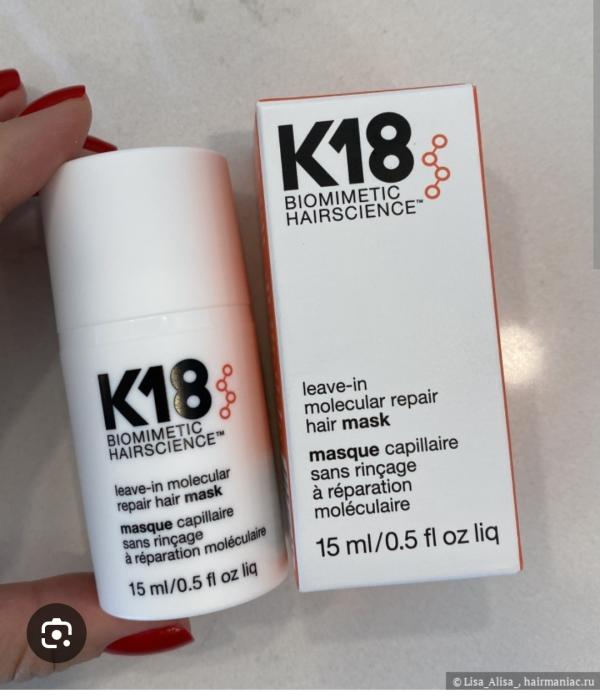 K18
BIOMIMETIC
HAIRSCIENCE™
leave-in molecular
repair hair mask
masque capillaire
sans rinçage
à réparation moléculaire
15 ml/0.5 fl oz liq
K18
BIOMIMETIC
HAIRSCIENCE™
leave-in
molecular repair
hair mask
masque capillaire
sans rinçage
à réparation
moléculaire
15 ml/0.5 fl oz liq
© Lisa_Alisa_, hairmaniac.ru